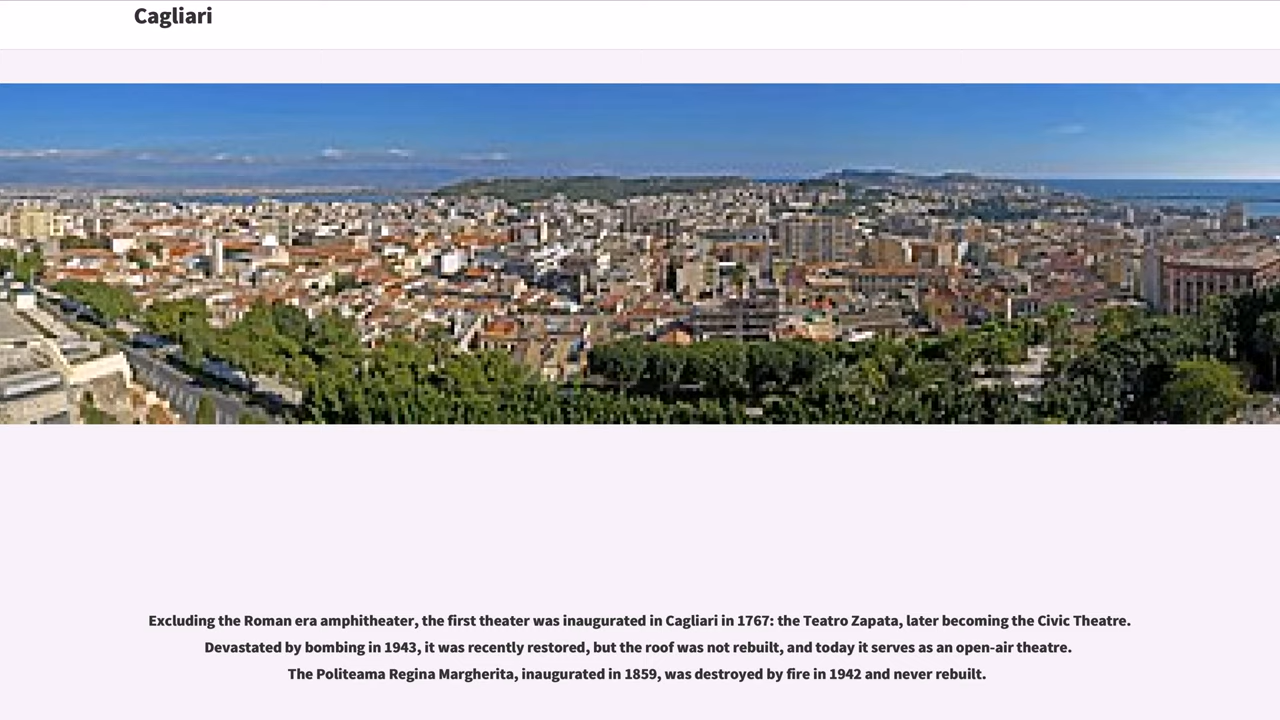 Cagliari
Excluding the Roman era amphitheater, the first theater was inaugurated in Cagliari in 1767: the Teatro Zapata, later becoming the Civic Theatre.
Devastated by bombing in 1943, it was recently restored, but the roof was not rebuilt, and today it serves as an open-air theatre.
The Politeama Regina Margherita, inaugurated in 1859, was destroyed by fire in 1942 and never rebuilt.